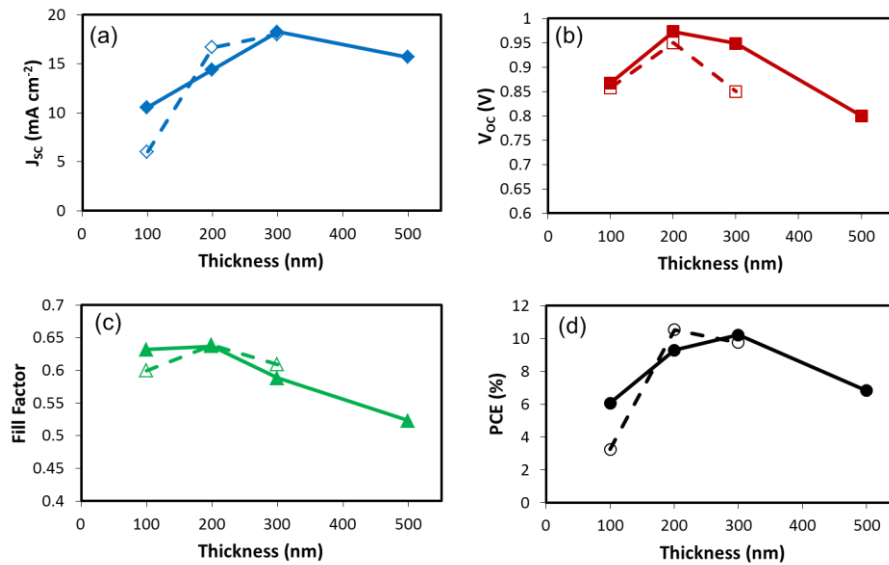 (a)
J_SC (mA cm⁻²)
20
15
10
5
0
0 100 200 300 400 500
Thickness (nm)
(b)
V_OC (V)
1
0.95
0.9
0.85
0.8
0.75
0.7
0.65
0.6
0 100 200 300 400 500
Thickness (nm)
(c)
Fill Factor
0.7
0.65
0.6
0.55
0.5
0.45
0.4
0 100 200 300 400 500
Thickness (nm)
(d)
PCE (%)
12
10
8
6
4
2
0
0 100 200 300 400 500
Thickness (nm)